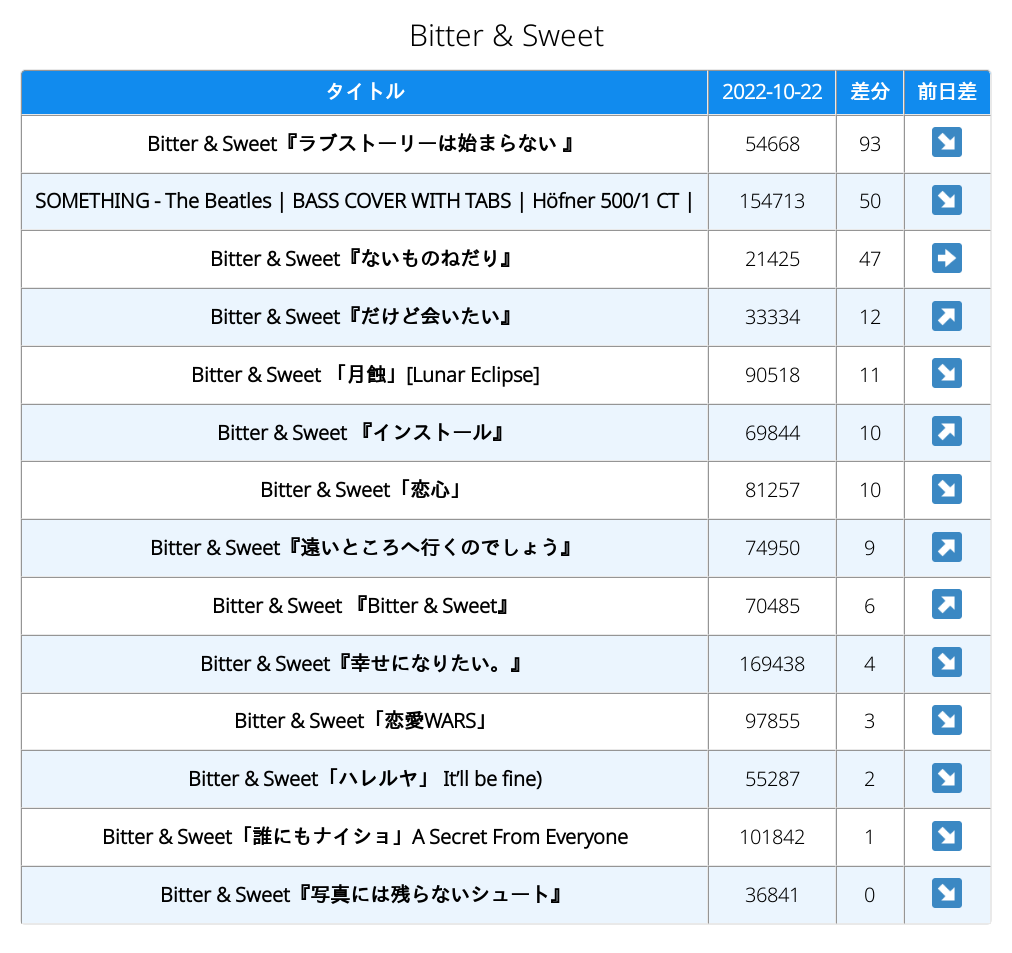 Bitter & Sweet
タイトル 2022-10-22 差分 前日差
Bitter & Sweet『ラブストーリーは始まらない 』 54668 93 ↘
SOMETHING - The Beatles | BASS COVER WITH TABS | Höfner 500/1 CT | 154713 50 ↘
Bitter & Sweet『ないものねだり』 21425 47 ➡
Bitter & Sweet『だけど会いたい』 33334 12 ↗
Bitter & Sweet 「月蝕」[Lunar Eclipse] 90518 11 ↘
Bitter & Sweet 『インストール』 69844 10 ↗
Bitter & Sweet「恋心」 81257 10 ↘
Bitter & Sweet『遠いところへ行くのでしょう』 74950 9 ↗
Bitter & Sweet 『Bitter & Sweet』 70485 6 ↗
Bitter & Sweet『幸せになりたい。』 169438 4 ↘
Bitter & Sweet「恋愛WARS」 97855 3 ↘
Bitter & Sweet「ハレルヤ」 It’ll be fine) 55287 2 ↘
Bitter & Sweet「誰にもナイショ」A Secret From Everyone 101842 1 ↘
Bitter & Sweet『写真には残らないシュート』 36841 0 ↘